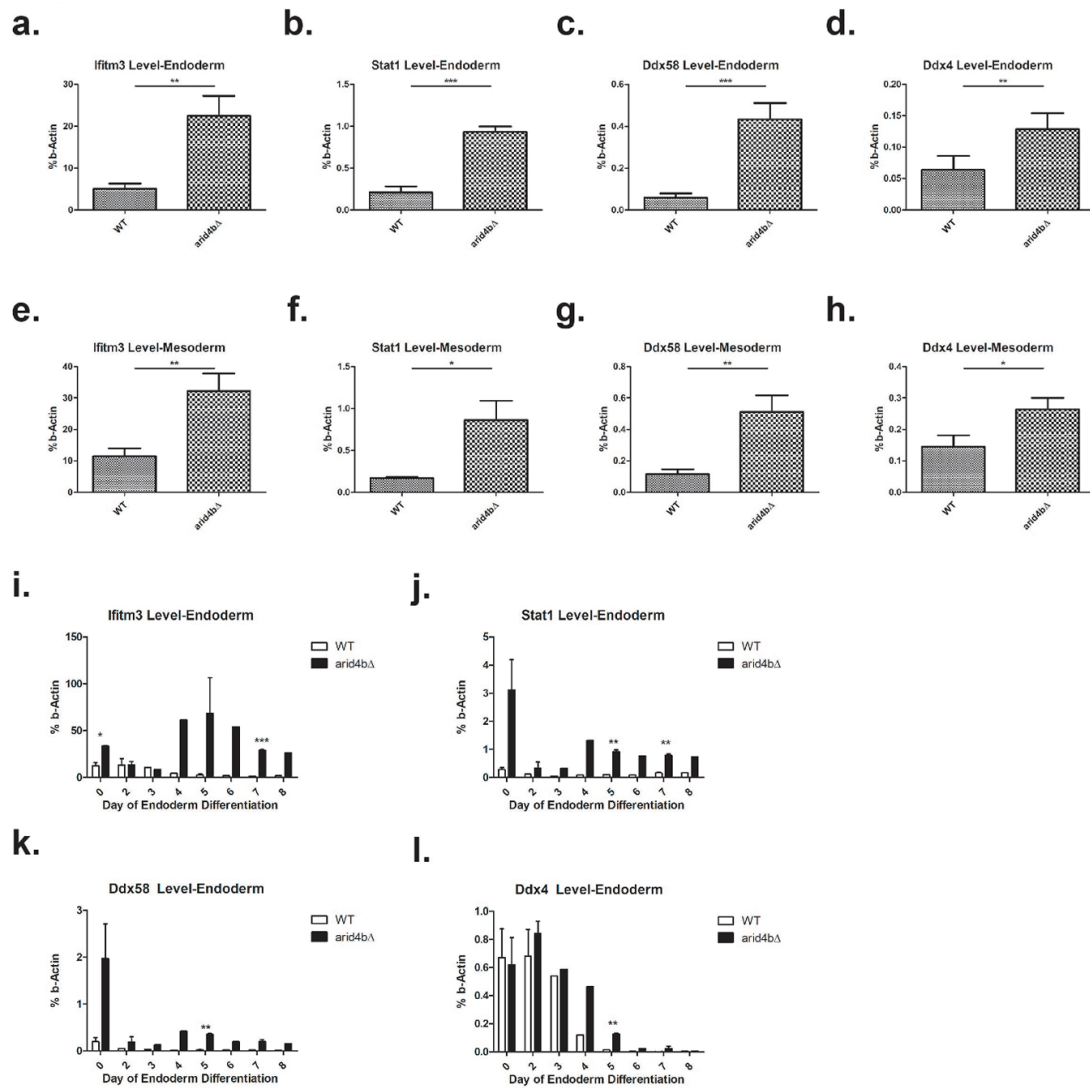 a.
Ifitm3 Level-Endoderm
**
% b-Actin
30
20
10
0
WT
arid4bΔ
b.
Stat1 Level-Endoderm
***
% b-Actin
1.5
1.0
0.5
0.0
WT
arid4bΔ
c.
Ddx58 Level-Endoderm
***
% b-Actin
0.6
0.4
0.2
0.0
WT
arid4bΔ
d.
Ddx4 Level-Endoderm
**
% b-Actin
0.20
0.15
0.10
0.05
0.00
WT
arid4bΔ
e.
Ifitm3 Level-Mesoderm
**
% b-Actin
40
30
20
10
0
WT
arid4bΔ
f.
Stat1 Level-Mesoderm
*
% b-Actin
1.5
1.0
0.5
0.0
WT
arid4bΔ
g.
Ddx58 Level-Mesoderm
**
% b-Actin
0.8
0.6
0.4
0.2
0.0
WT
arid4bΔ
h.
Ddx4 Level-Mesoderm
*
% b-Actin
0.4
0.3
0.2
0.1
0.0
WT
arid4bΔ
i.
Ifitm3 Level-Endoderm
WT
arid4bΔ
% b-Actin
150
100
50
0
* ***
0 2 3 4 5 6 7 8
Day of Endoderm Differentiation
j.
Stat1 Level-Endoderm
WT
arid4bΔ
% b-Actin
5
4
3
2
1
0
** **
0 2 3 4 5 6 7 8
Day of Endoderm Differentiation
k.
Ddx58 Level-Endoderm
WT
arid4bΔ
% b-Actin
3
2
1
0
**
0 2 3 4 5 6 7 8
Day of Endoderm Differentiation
l.
Ddx4 Level-Endoderm
WT
arid4bΔ
% b-Actin
1.0
0.8
0.6
0.4
0.2
0.0
**
0 2 3 4 5 6 7 8
Day of Endoderm Differentiation